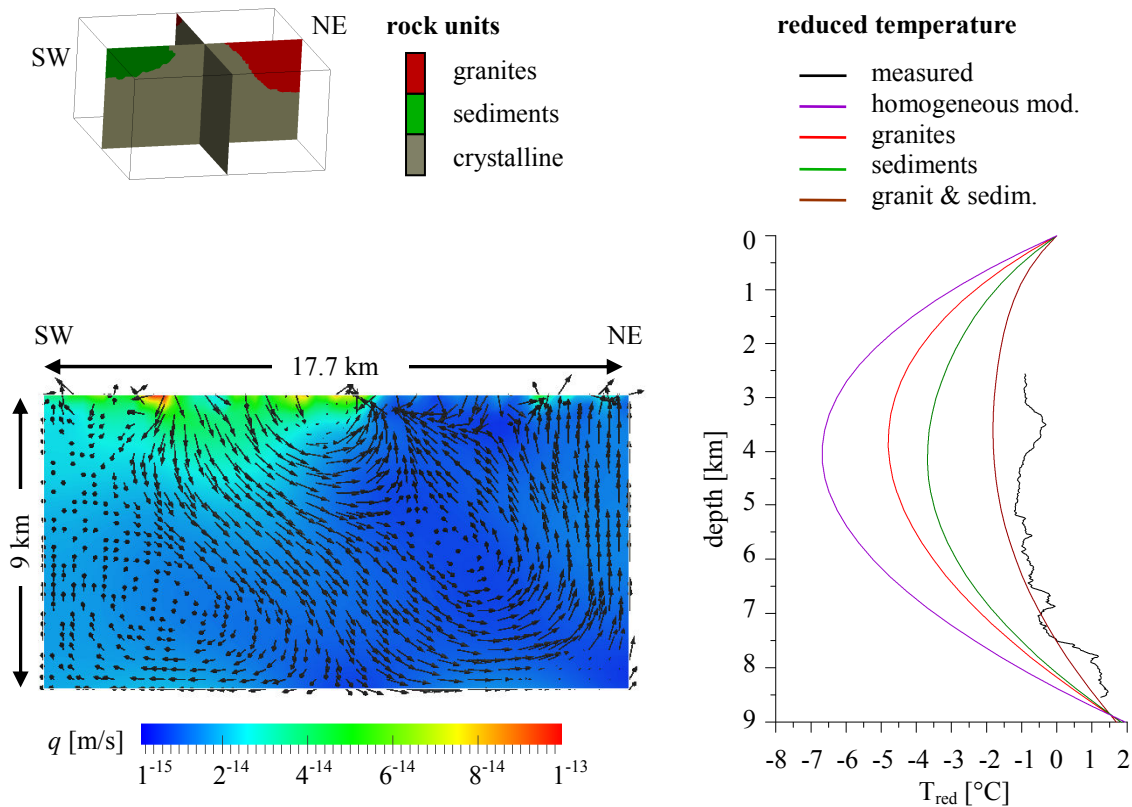 SW
NE
rock units
granites
sediments
crystalline
reduced temperature
measured
homogeneous mod.
granites
sediments
granit & sedim.
SW
NE
17.7 km
9 km
q [m/s]
1⁻¹⁵ 2⁻¹⁴ 4⁻¹⁴ 6⁻¹⁴ 8⁻¹⁴ 1⁻¹³
0
1
2
3
4
5
6
7
8
9
depth [km]
-8 -7 -6 -5 -4 -3 -2 -1 0 1 2
T_red [°C]